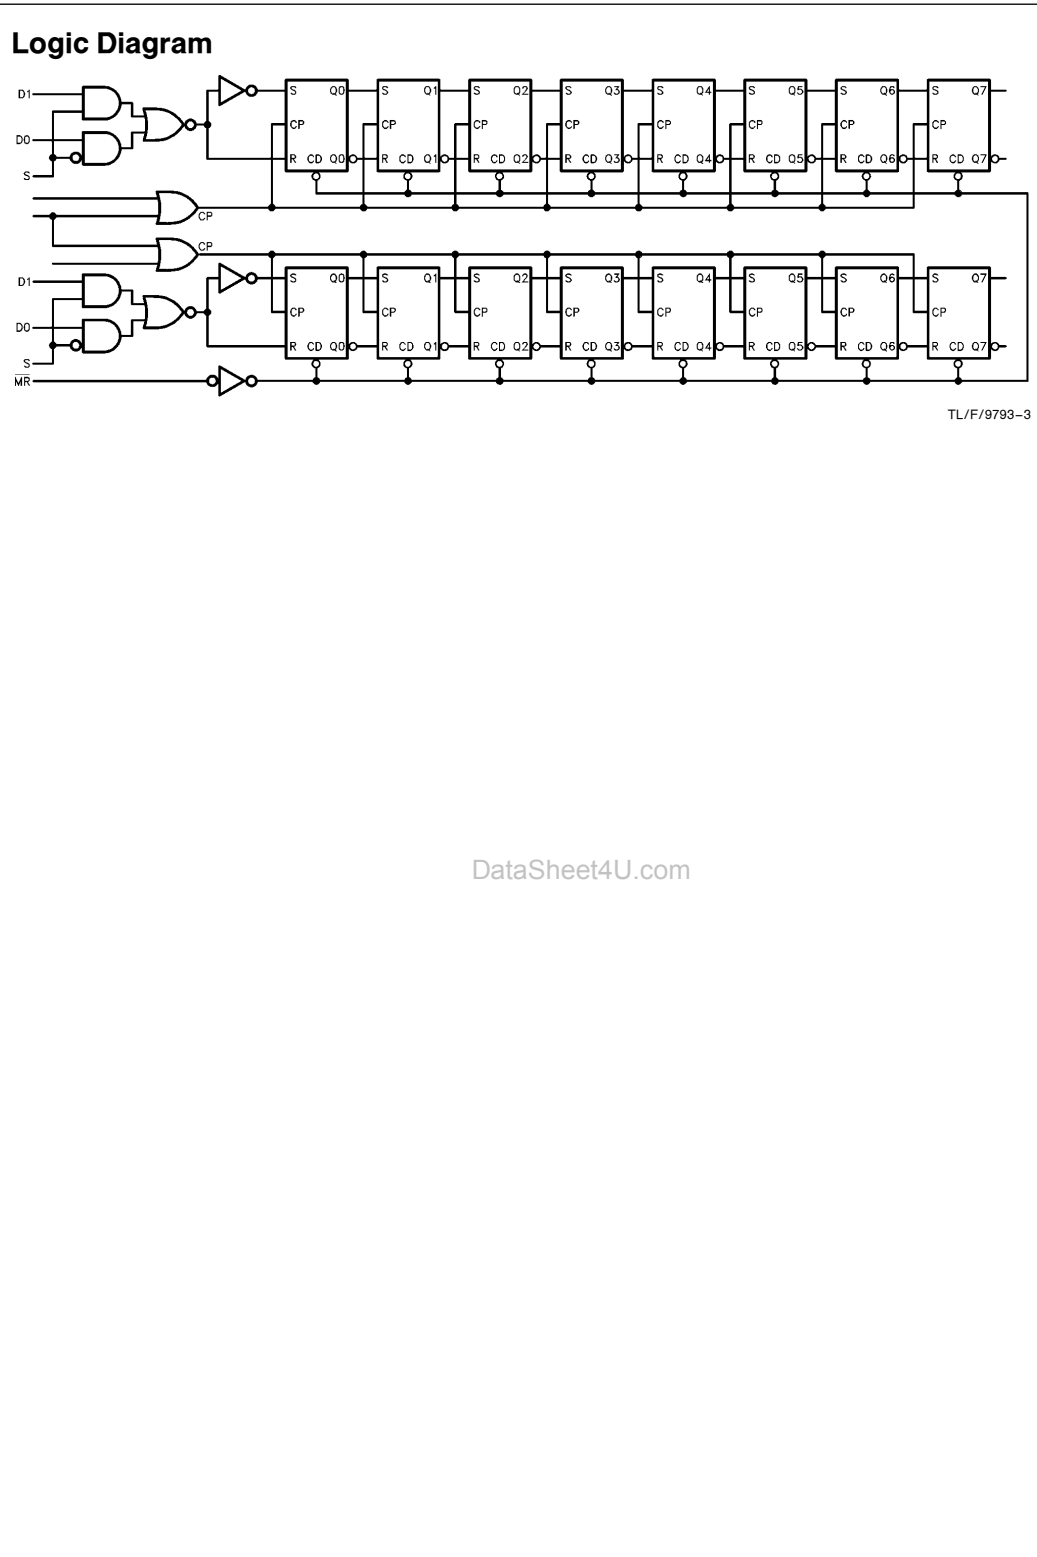 Logic Diagram
D1 S Q0 S Q1 S Q2 S Q3 S Q4 S Q5 S Q6 S Q7
CP CP CP CP CP CP CP CP
D0 R CD Q0 R CD Q1 R CD Q2 R CD Q3 R CD Q4 R CD Q5 R CD Q6 R CD Q7
S
CP
CP
D1 S Q0 S Q1 S Q2 S Q3 S Q4 S Q5 S Q6 S Q7
CP CP CP CP CP CP CP CP
D0 R CD Q0 R CD Q1 R CD Q2 R CD Q3 R CD Q4 R CD Q5 R CD Q6 R CD Q7
S
M̅R̅
TL/F/9793–3
DataSheet4U.com